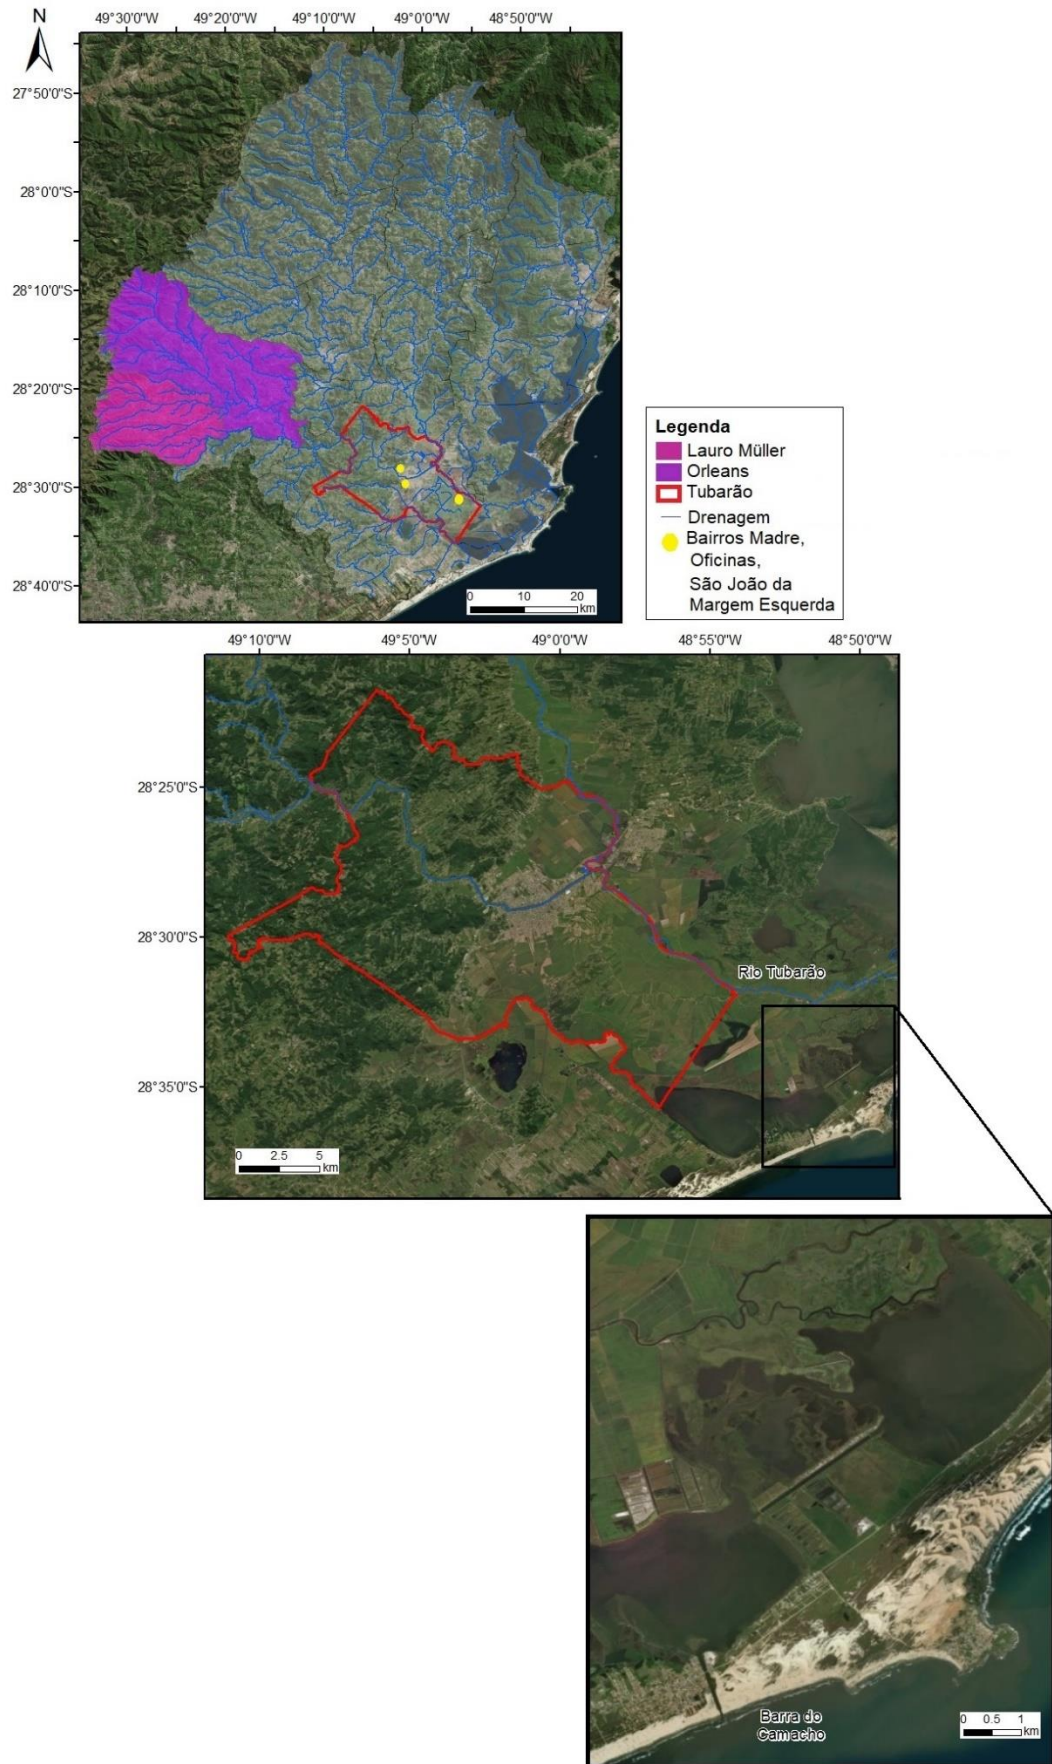 N
49°30'0"W 49°20'0"W 49°10'0"W 49°0'0"W 48°50'0"W
27°50'0"S
28°0'0"S
28°10'0"S
28°20'0"S
28°30'0"S
28°40'0"S
0 10 20
km
Legenda
Lauro Müller
Orleans
Tubarão
Drenagem
Bairros Madre,
Oficinas,
São João da
Margem Esquerda
49°10'0"W 49°5'0"W 49°0'0"W 48°55'0"W 48°50'0"W
28°25'0"S
28°30'0"S
28°35'0"S
Rio Tubarão
0 2.5 5
km
Barra do
Camacho
0 0.5 1
km